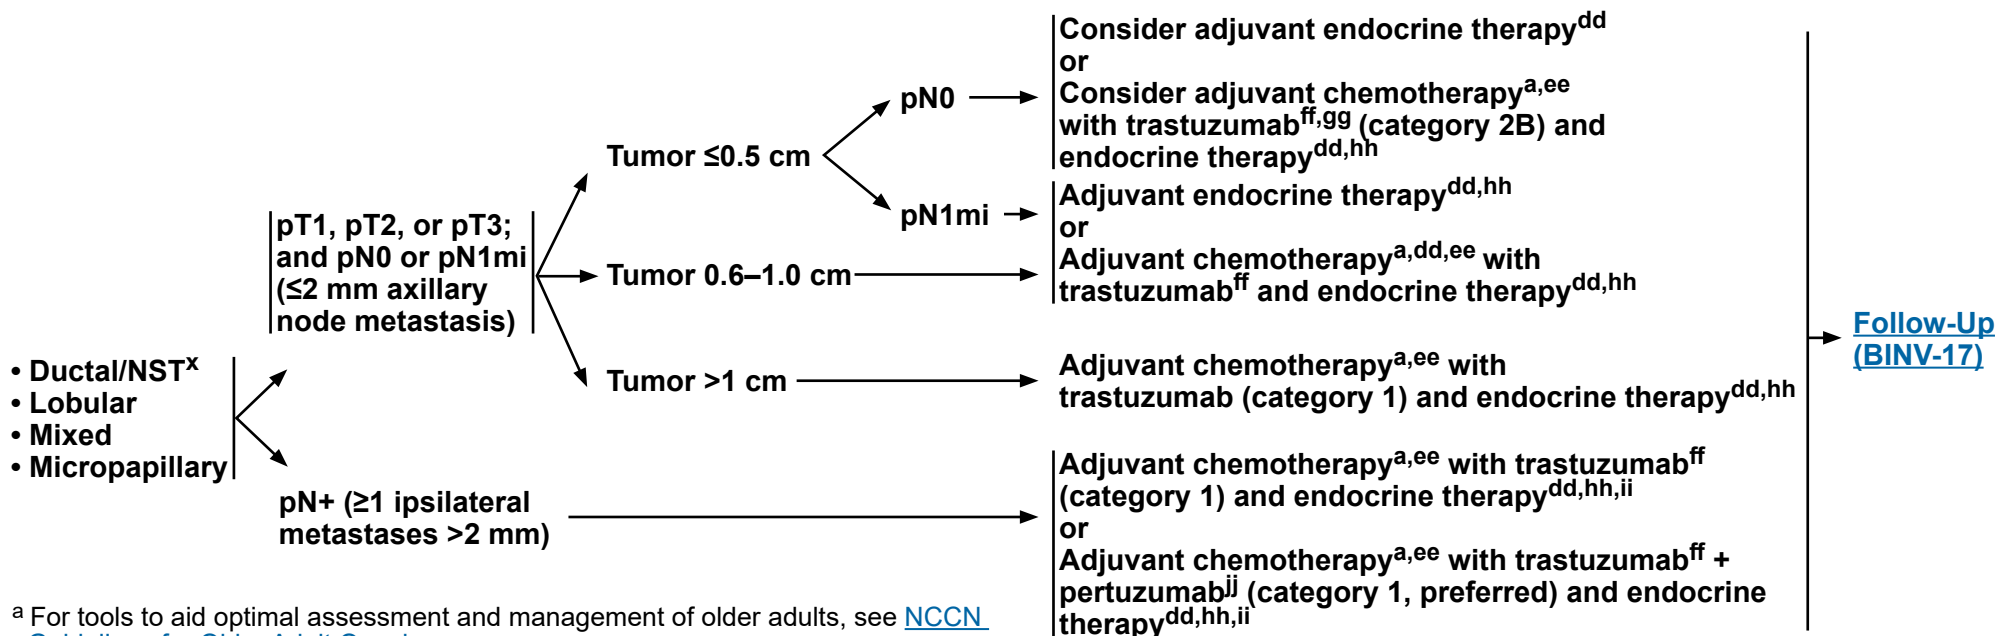 • Ductal/NSTx
• Lobular
• Mixed
• Micropapillary
pT1, pT2, or pT3;
and pN0 or pN1mi
(≤2 mm axillary
node metastasis)
pN+ (≥1 ipsilateral
metastases >2 mm)
Tumor ≤0.5 cm
Tumor 0.6–1.0 cm
Tumor >1 cm
pN0
pN1mi
Consider adjuvant endocrine therapydd
or
Consider adjuvant chemotherapya,ee
with trastuzumabff,gg (category 2B) and
endocrine therapydd,hh
Adjuvant endocrine therapydd,hh
or
Adjuvant chemotherapya,dd,ee with
trastuzumabff and endocrine therapydd,hh
Adjuvant chemotherapya,ee with
trastuzumab (category 1) and endocrine therapydd,hh
Adjuvant chemotherapya,ee with trastuzumabff
(category 1) and endocrine therapydd,hh,ii
or
Adjuvant chemotherapya,ee with trastuzumabff +
pertuzumabjj (category 1, preferred) and endocrine
therapydd,hh,ii
Follow-Up
(BINV-17)
a For tools to aid optimal assessment and management of older adults, see NCCN